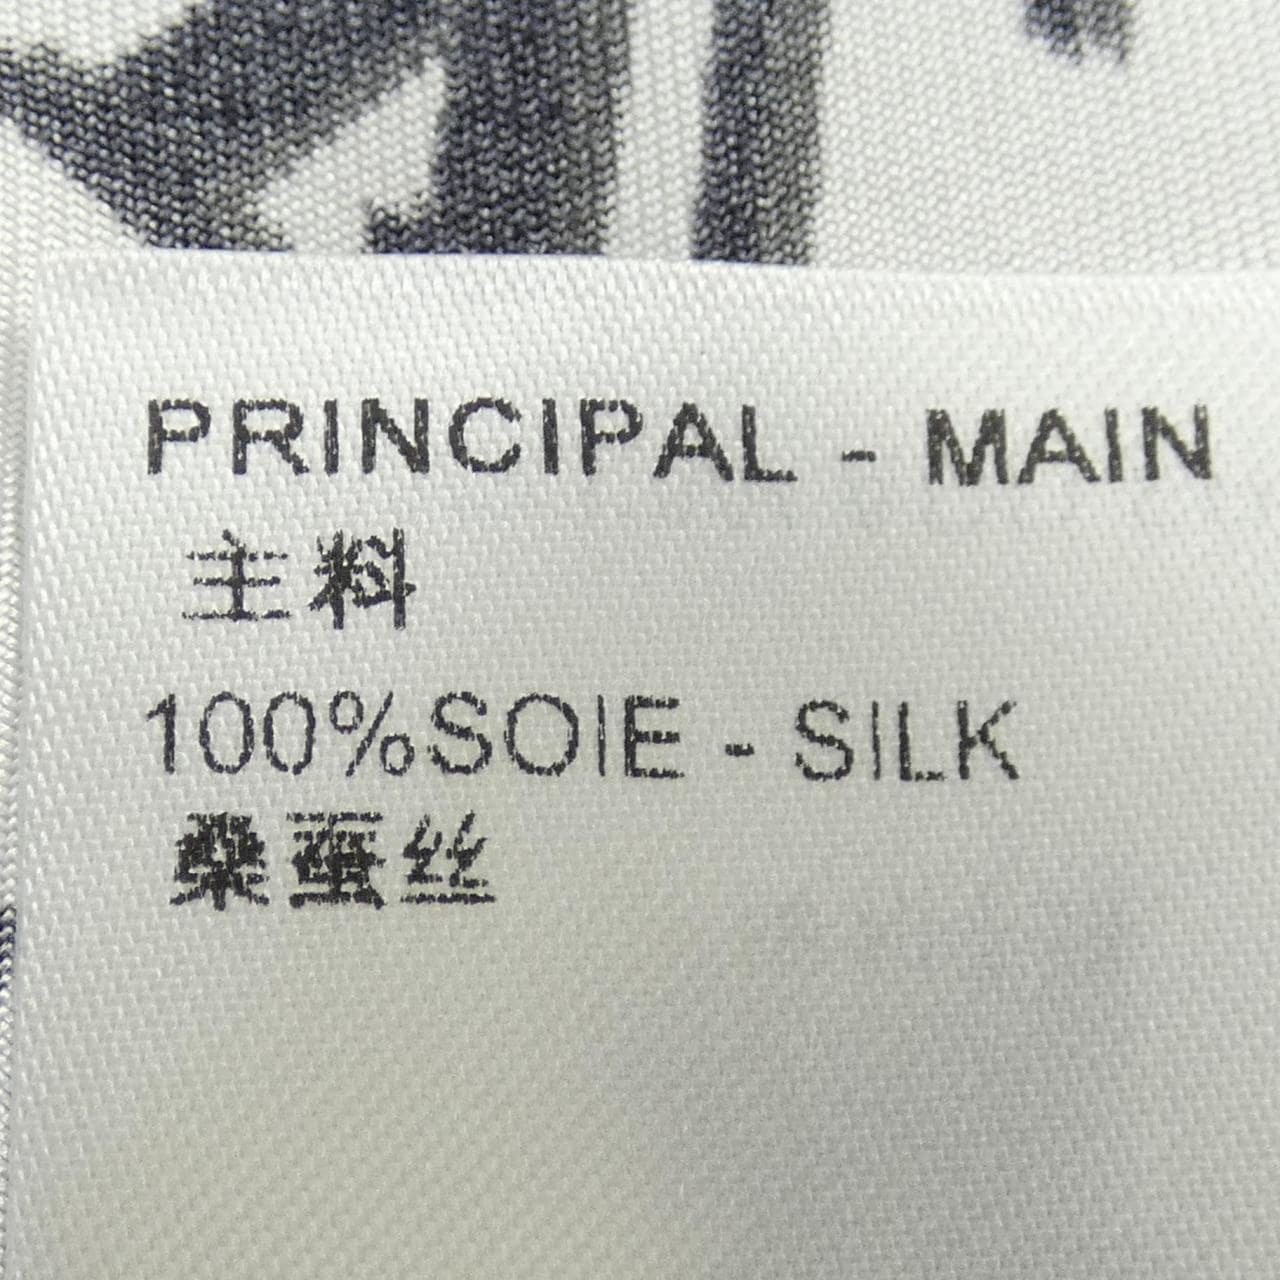 PRINCIPAL - MAIN
主料
100%SOIE - SILK
桑蚕丝